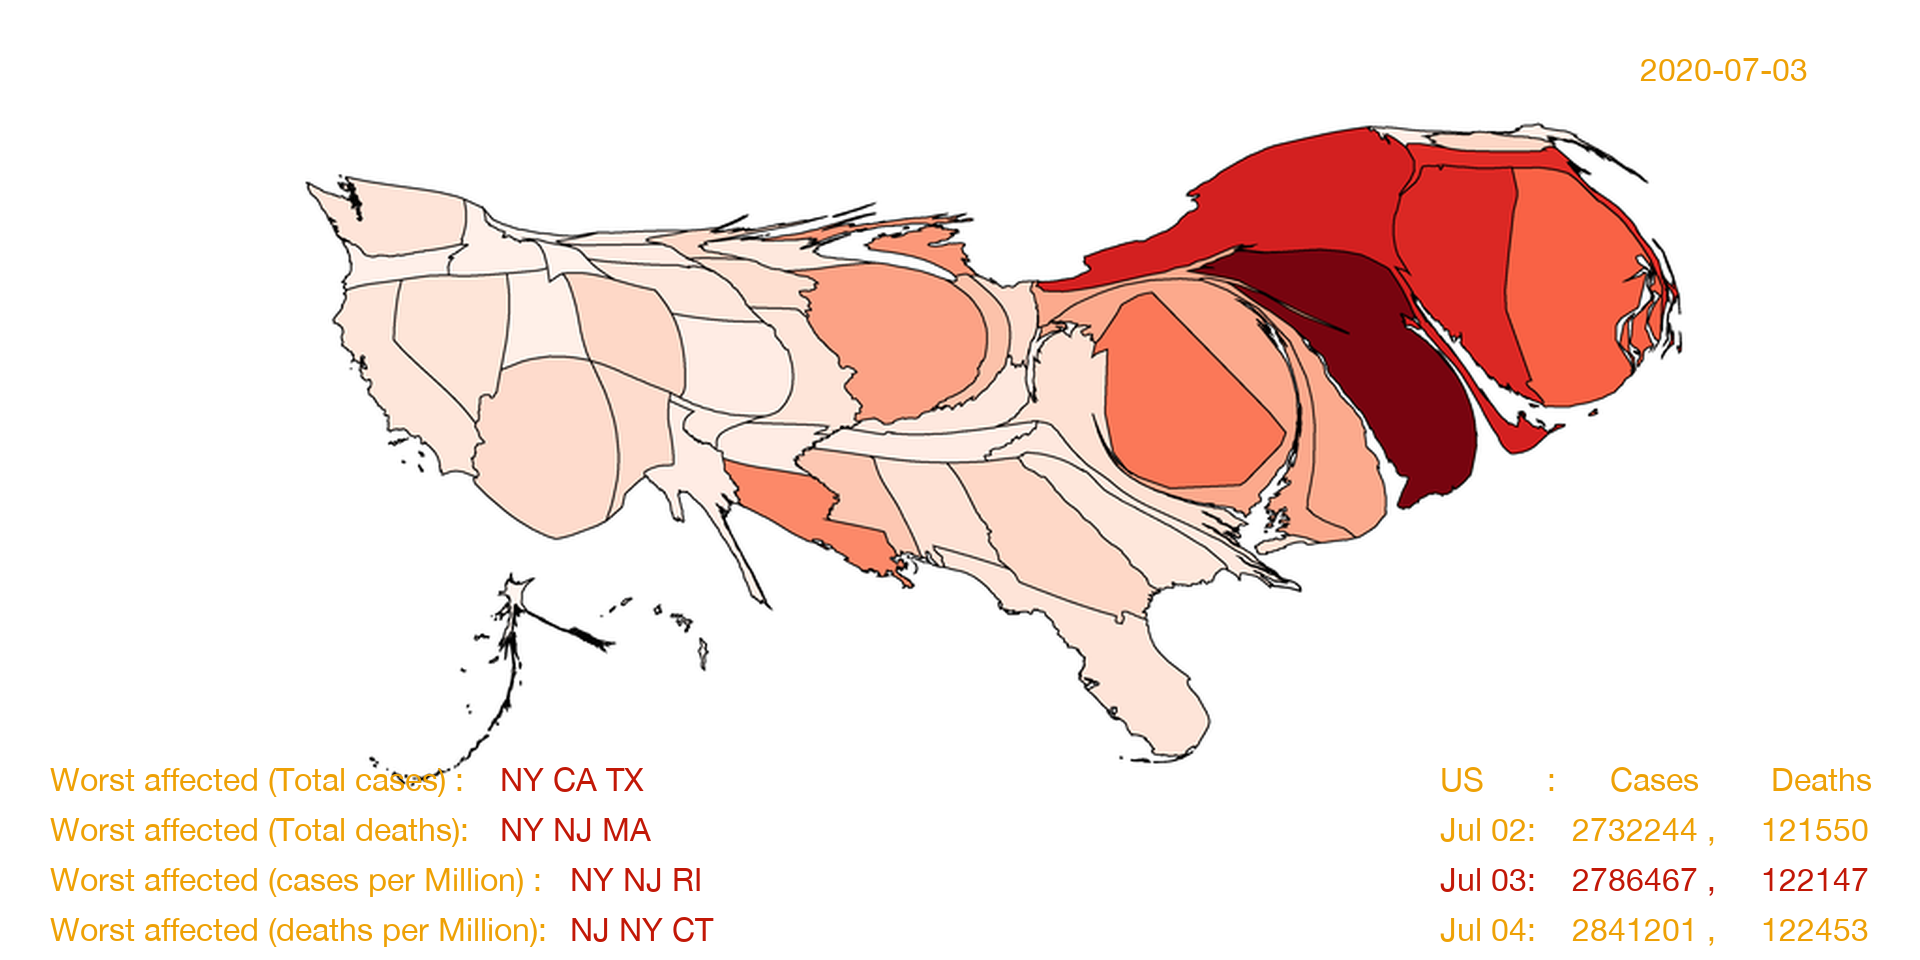 2020-07-03
Worst affected (Total cases) : NY CA TX
Worst affected (Total deaths): NY NJ MA
Worst affected (cases per Million) : NY NJ RI
Worst affected (deaths per Million): NJ NY CT
US : Cases Deaths
Jul 02: 2732244 , 121550
Jul 03: 2786467 , 122147
Jul 04: 2841201 , 122453